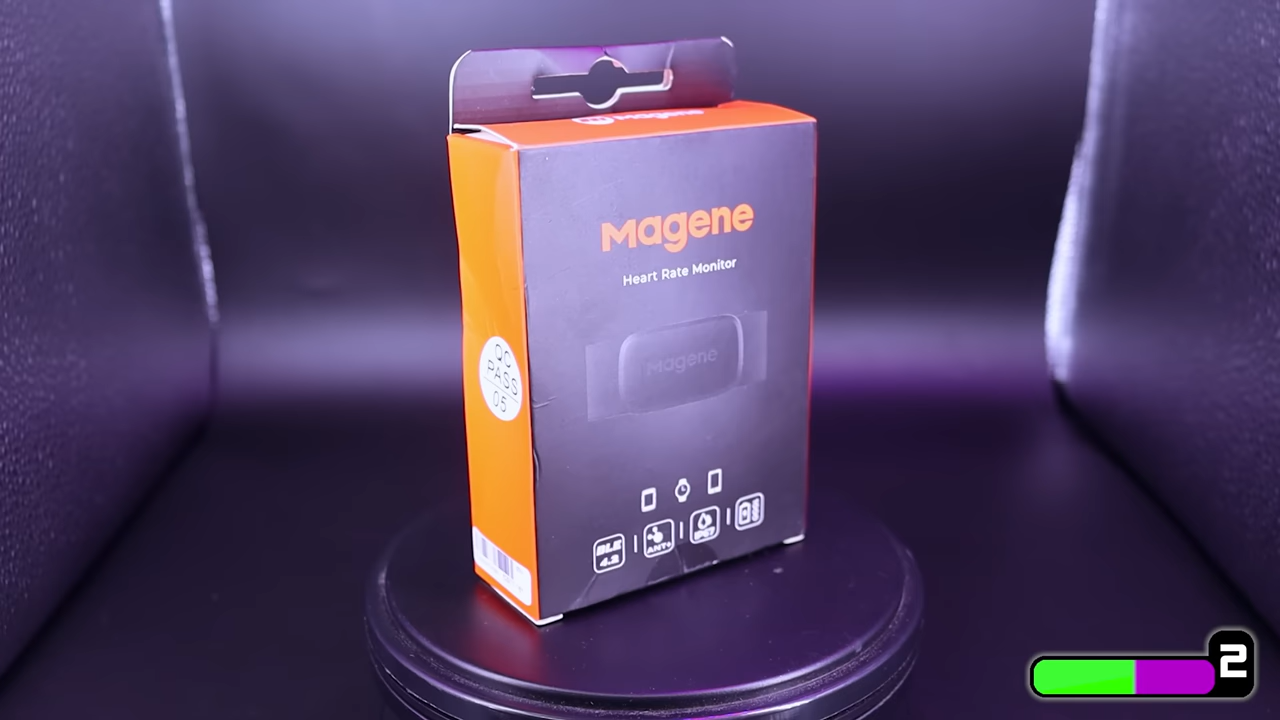 Magene
Magene
Heart Rate Monitor
Magene
QC
PASS
05
BLE
4.2
ANT+
IP67
2